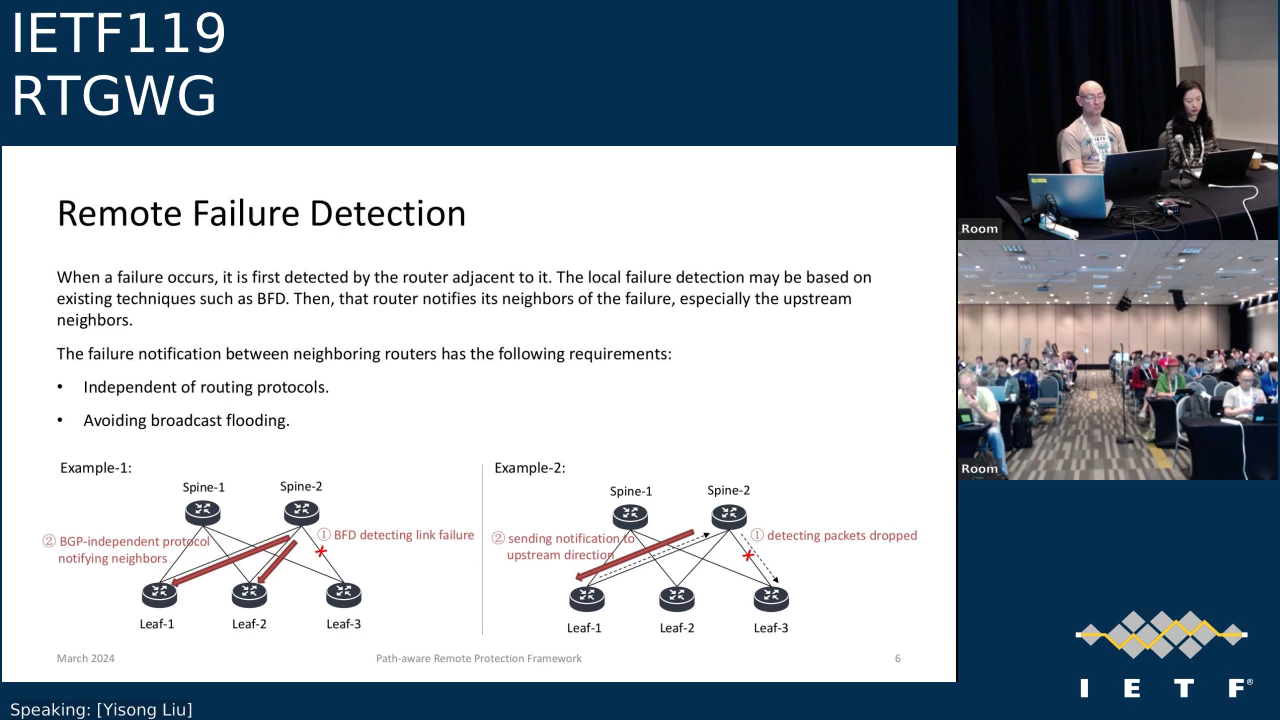 IETF119
RTGWG
Remote Failure Detection
When a failure occurs, it is first detected by the router adjacent to it. The local failure detection may be based on
existing techniques such as BFD. Then, that router notifies its neighbors of the failure, especially the upstream
neighbors.
The failure notification between neighboring routers has the following requirements:
• Independent of routing protocols.
• Avoiding broadcast flooding.
Example-1:
Spine-1
Spine-2
① BFD detecting link failure
② BGP-independent protocol
notifying neighbors
Leaf-1
Leaf-2
Leaf-3
Example-2:
Spine-1
Spine-2
① detecting packets dropped
② sending notification to
upstream direction
Leaf-1
Leaf-2
Leaf-3
March 2024
Path-aware Remote Protection Framework
6
Room
Room
I E T F®
Speaking: [Yisong Liu]